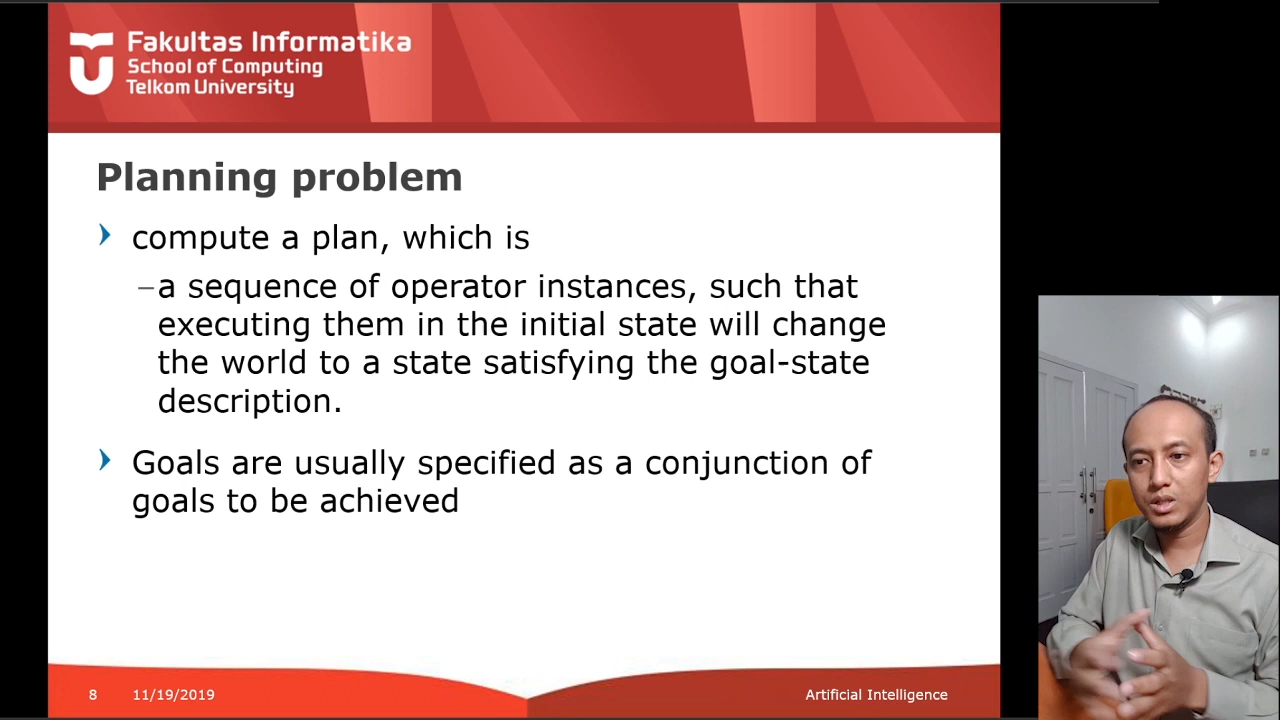 Fakultas Informatika
School of Computing
Telkom University
Planning problem
compute a plan, which is
–a sequence of operator instances, such that
executing them in the initial state will change
the world to a state satisfying the goal-state
description.
Goals are usually specified as a conjunction of
goals to be achieved
8 11/19/2019 Artificial Intelligence